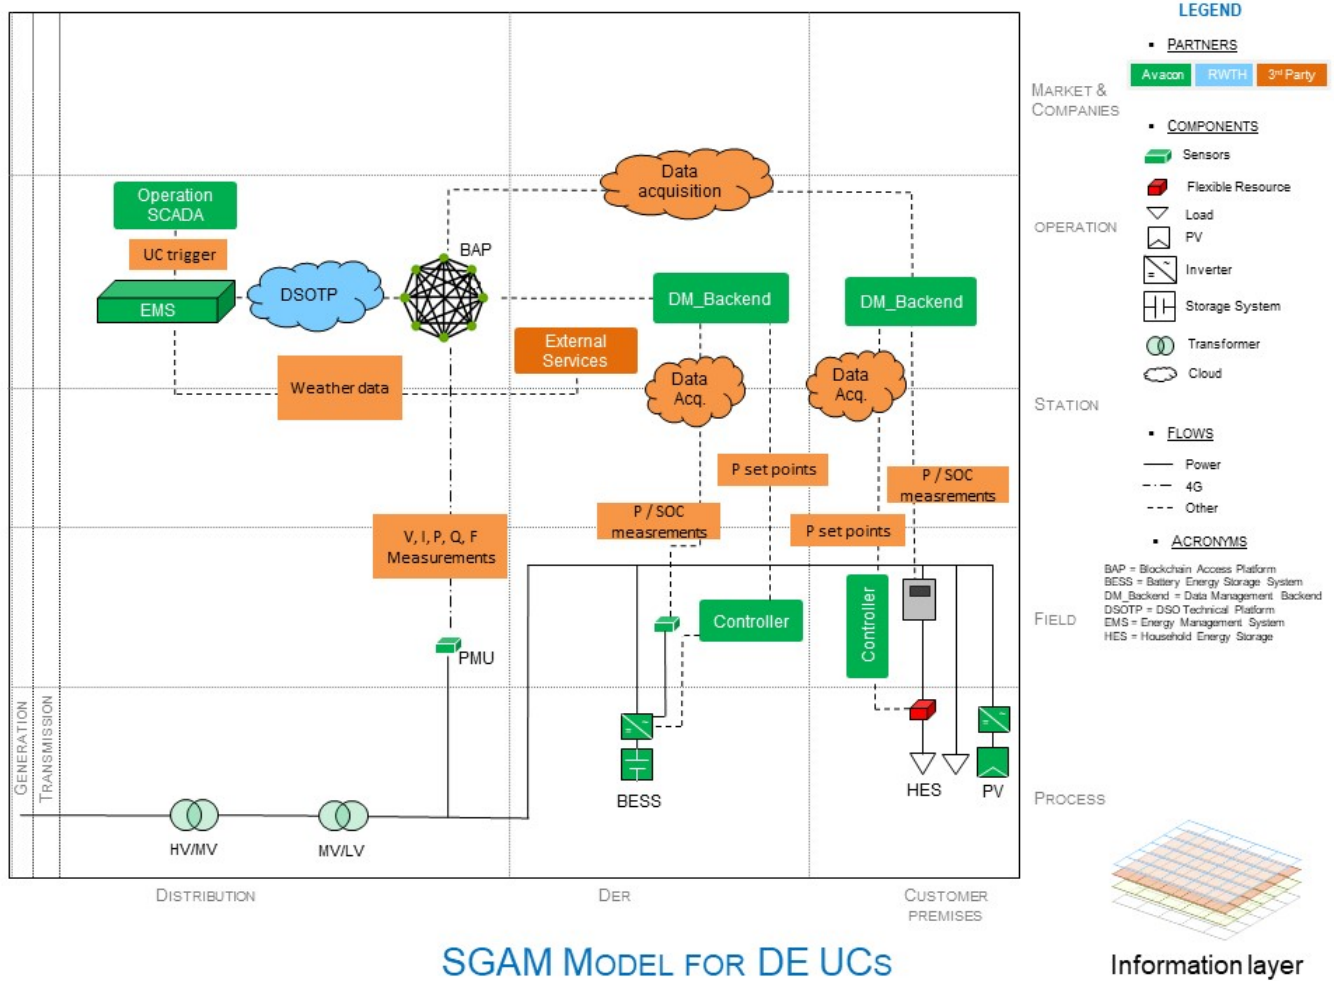 LEGEND
▪ PARTNERS
Avacon RWTH 3rd Party
▪ COMPONENTS
Sensors
Flexible Resource
Load
PV
Inverter
Storage System
Transformer
Cloud
▪ FLOWS
Power
4G
Other
▪ ACRONYMS
BAP = Blockchain Access Platform
BESS = Battery Energy Storage System
DM_Backend = Data Management Backend
DSOTP = DSO Technical Platform
EMS = Energy Management System
HES = Household Energy Storage
MARKET &
COMPANIES
OPERATION
STATION
FIELD
PROCESS
Data
acquisition
Operation
SCADA
UC trigger
EMS
DSOTP
BAP
DM_Backend
DM_Backend
External
Services
Weather data
Data
Acq.
Data
Acq.
P set points
P / SOC
measrements
P / SOC
measrements
P set points
V, I, P, Q, F
Measurements
Controller
Controller
PMU
BESS
HES
PV
HV/MV
MV/LV
GENERATION
TRANSMISSION
DISTRIBUTION
DER
CUSTOMER
PREMISES
SGAM MODEL FOR DE UCS
Information layer